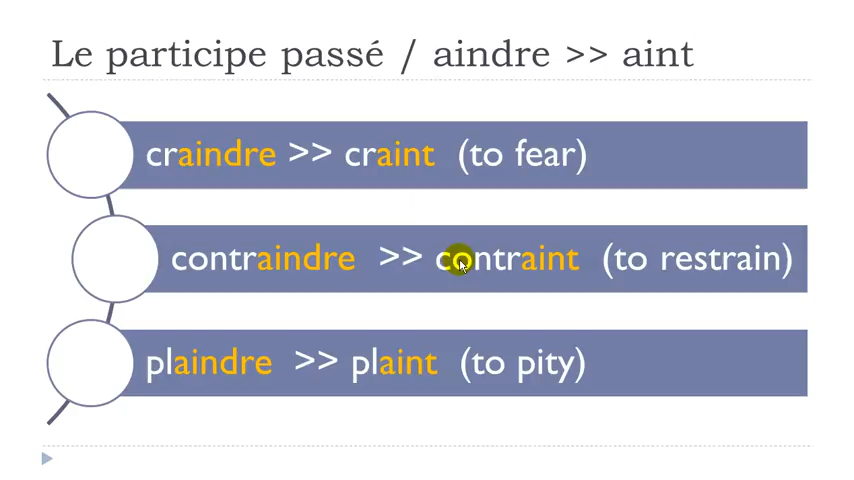 Le participe passé / aindre >> aint
craindre >> craint (to fear)
contraindre >> contraint (to restrain)
plaindre >> plaint (to pity)